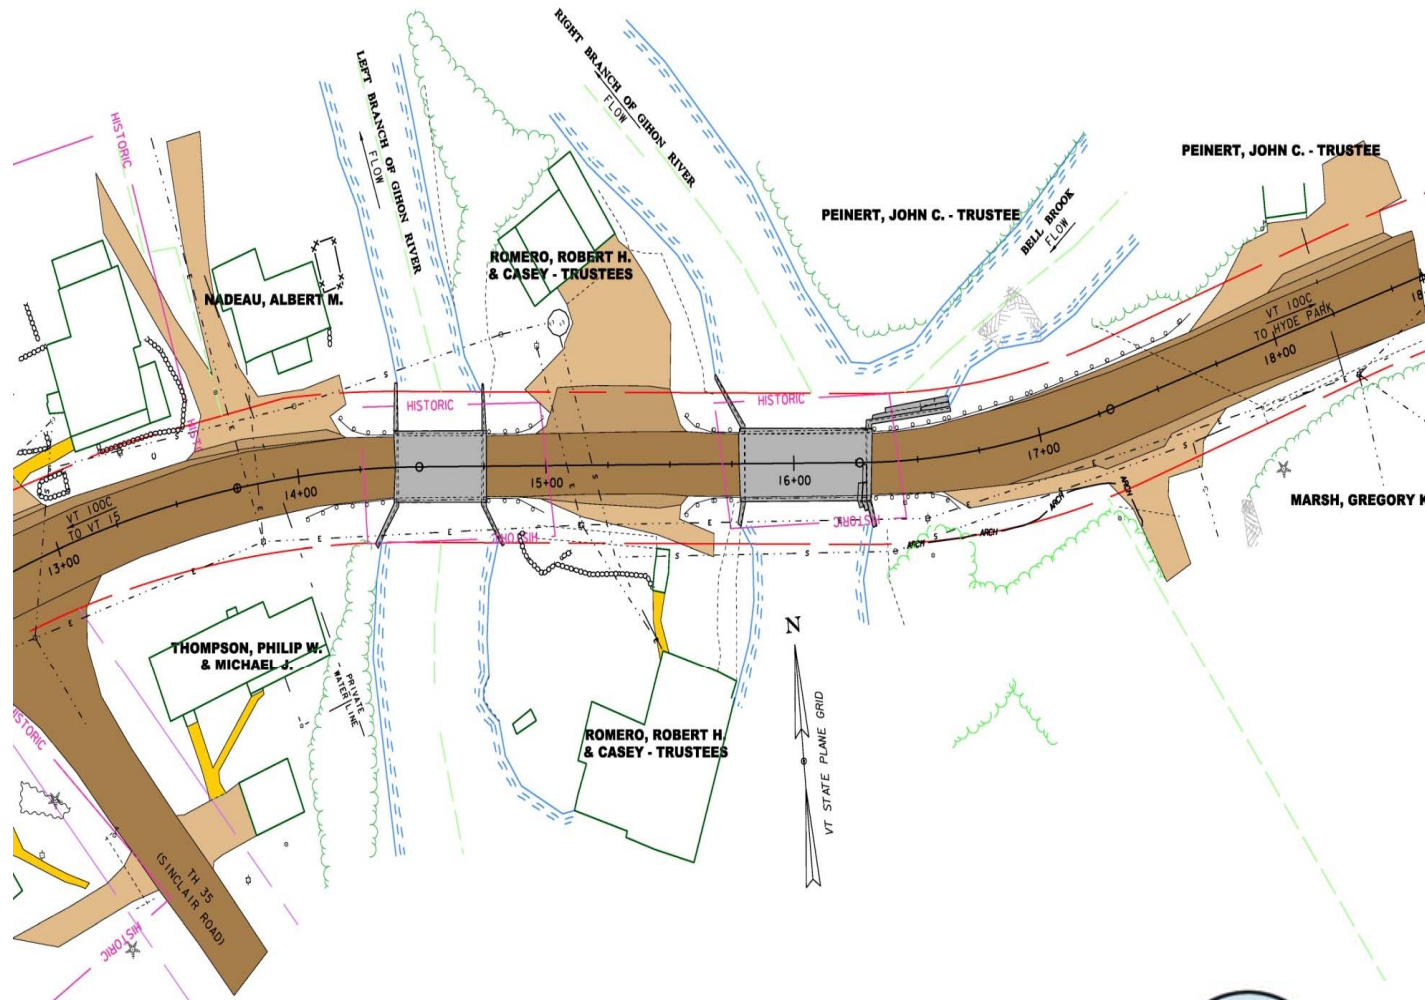 RIGHT BRANCH OF GIHON RIVER
FLOW
LEFT BRANCH OF GIHON RIVER
FLOW
HISTORIC
PEINERT, JOHN C. - TRUSTEE
PEINERT, JOHN C. - TRUSTEE
BELL BROOK
FLOW
ROMERO, ROBERT H.
& CASEY - TRUSTEES
NADEAU, ALBERT M.
VT 100C
TO HYDE PARK
18+00
HISTORIC
HISTORIC
17+00
16+00
15+00
14+00
13+00
VT 100C
TO VT 15
HISTORIC
HISTORIC
ARCH
ARCH
ARCH
ARCH
MARSH, GREGORY K
THOMPSON, PHILIP W.
& MICHAEL J.
PRIVATE
WATER LINE
N
VT STATE PLANE GRID
ROMERO, ROBERT H.
& CASEY - TRUSTEES
HISTORIC
TH 35
(SINCLAIR ROAD)
HISTORIC